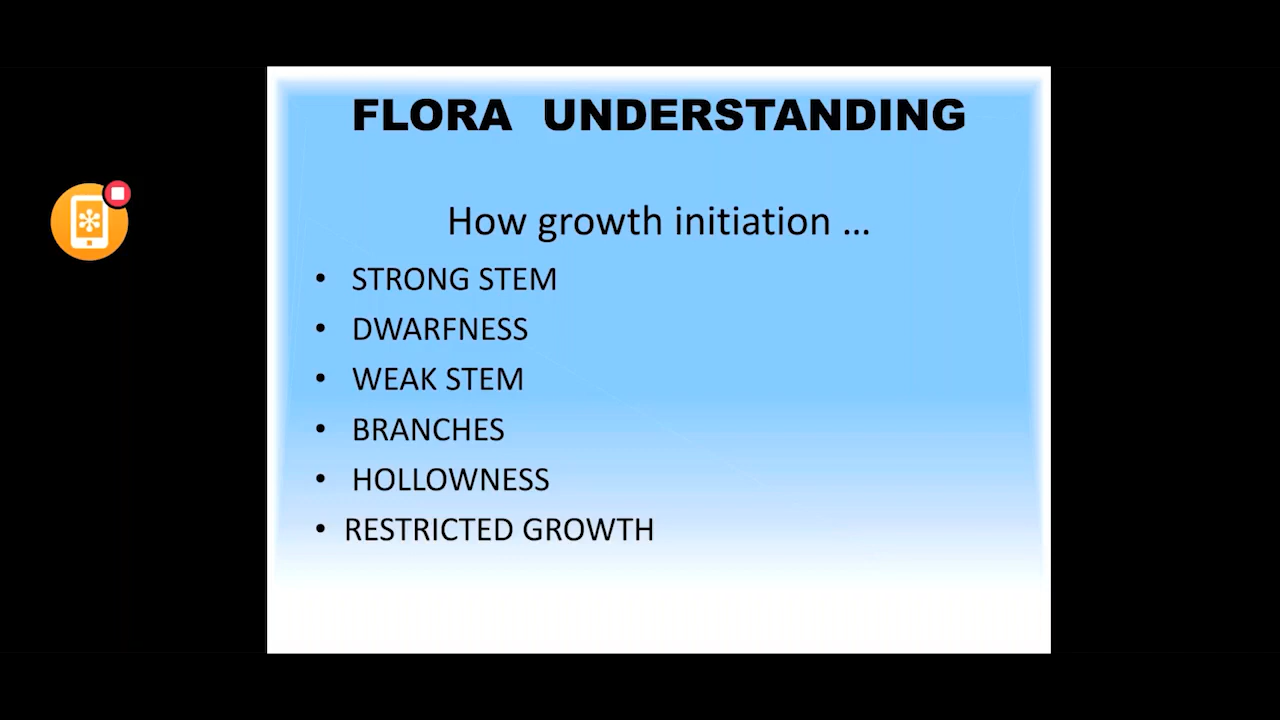 FLORA UNDERSTANDING
How growth initiation ...
• STRONG STEM
• DWARFNESS
• WEAK STEM
• BRANCHES
• HOLLOWNESS
• RESTRICTED GROWTH